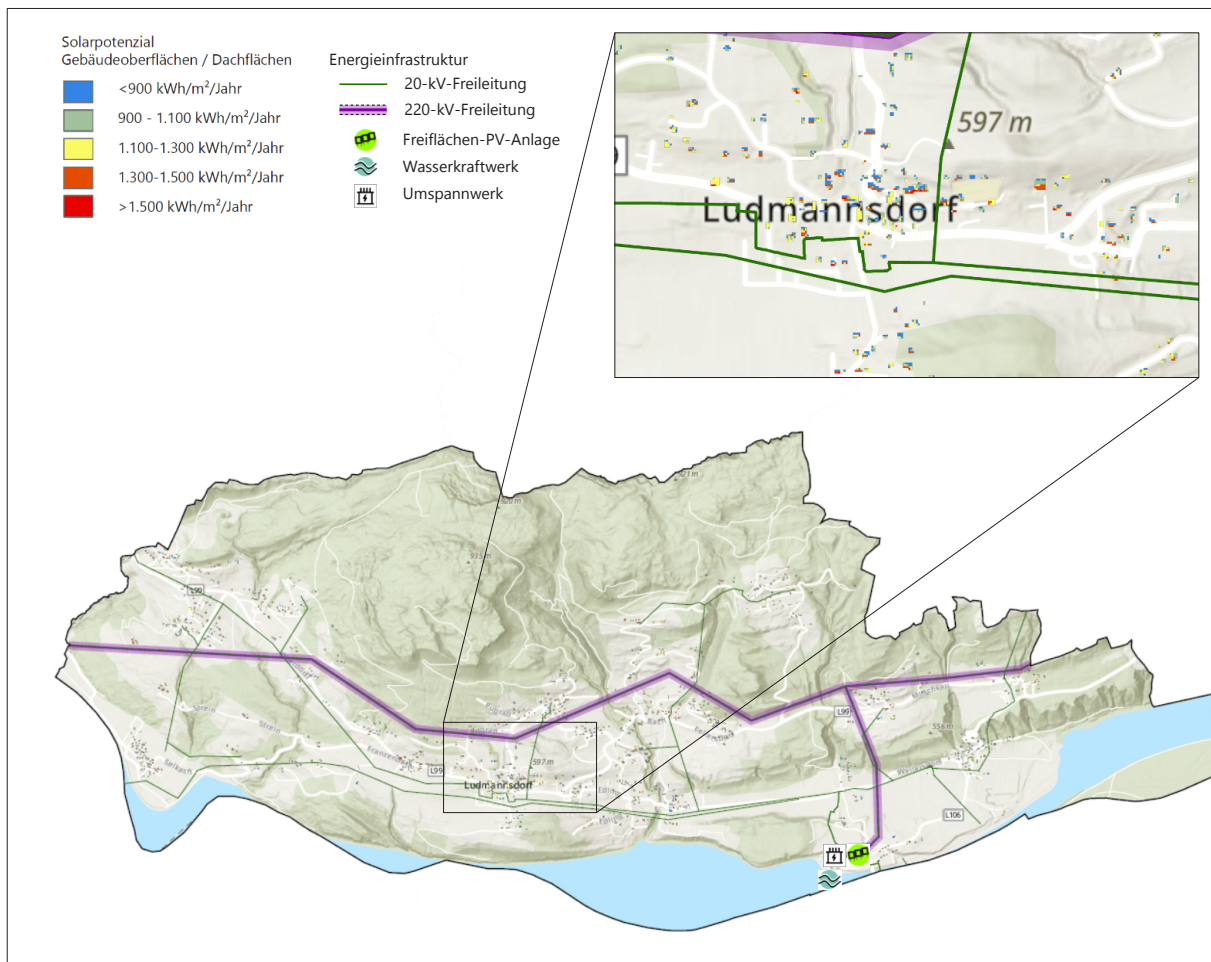 Solarpotenzial
Gebäudeoberflächen / Dachflächen
<900 kWh/m²/Jahr
900 - 1.100 kWh/m²/Jahr
1.100-1.300 kWh/m²/Jahr
1.300-1.500 kWh/m²/Jahr
>1.500 kWh/m²/Jahr
Energieinfrastruktur
20-kV-Freileitung
220-kV-Freileitung
Freiflächen-PV-Anlage
Wasserkraftwerk
Umspannwerk
597 m
Ludmannsdorf
L99
L99
L99
597 m
Ludmannsdorf
556 m
L106